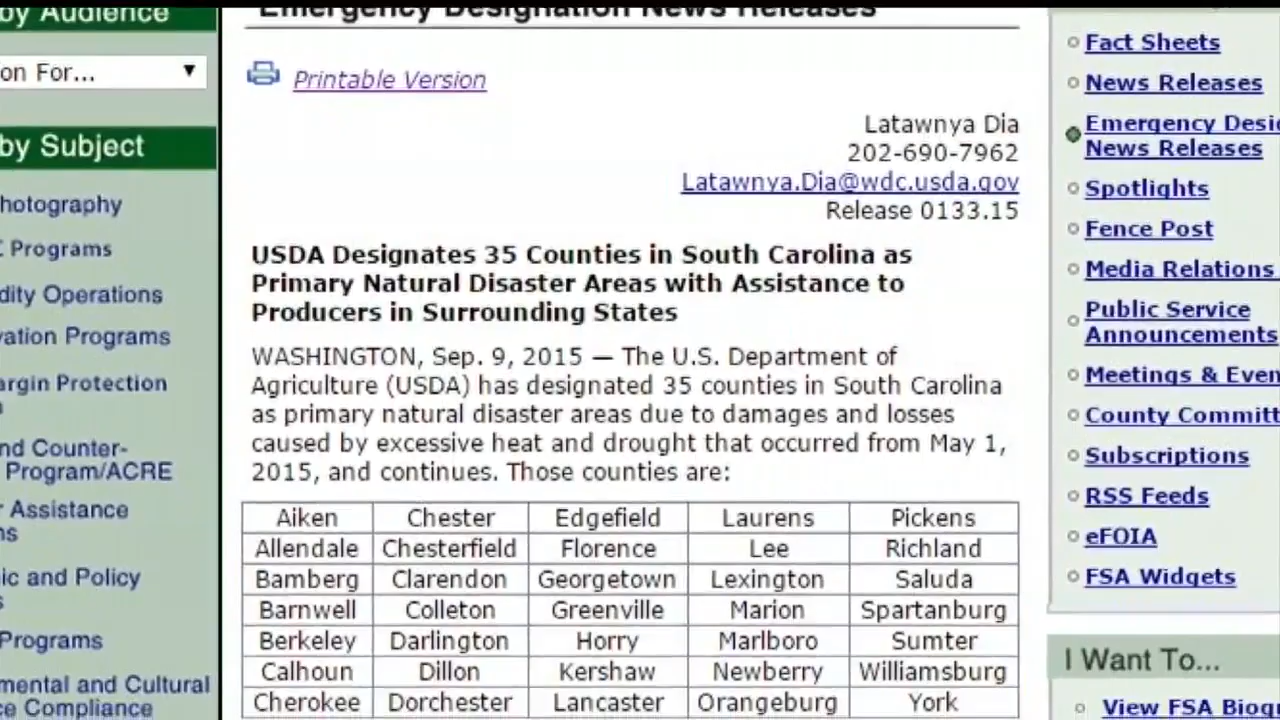 by Audience
on For...
by Subject
hotography
Programs
dity Operations
vation Programs
argin Protection
nd Counter-
Program/ACRE
r Assistance
ns
ic and Policy
s
Programs
mental and Cultural
ce Compliance
Emergency Designation News Releases
Printable Version
Latawnya Dia
202-690-7962
Latawnya.Dia@wdc.usda.gov
Release 0133.15
USDA Designates 35 Counties in South Carolina as
Primary Natural Disaster Areas with Assistance to
Producers in Surrounding States
WASHINGTON, Sep. 9, 2015 — The U.S. Department of
Agriculture (USDA) has designated 35 counties in South Carolina
as primary natural disaster areas due to damages and losses
caused by excessive heat and drought that occurred from May 1,
2015, and continues. Those counties are:
Aiken Chester Edgefield Laurens Pickens
Allendale Chesterfield Florence Lee Richland
Bamberg Clarendon Georgetown Lexington Saluda
Barnwell Colleton Greenville Marion Spartanburg
Berkeley Darlington Horry Marlboro Sumter
Calhoun Dillon Kershaw Newberry Williamsburg
Cherokee Dorchester Lancaster Orangeburg York
Fact Sheets
News Releases
Emergency Desi
News Releases
Spotlights
Fence Post
Media Relations
Public Service
Announcements
Meetings & Even
County Committ
Subscriptions
RSS Feeds
eFOIA
FSA Widgets
I Want To...
View FSA Biog